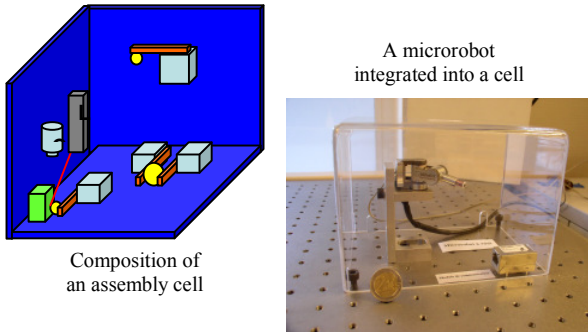 A microrobot
integrated into a cell
Composition of
an assembly cell